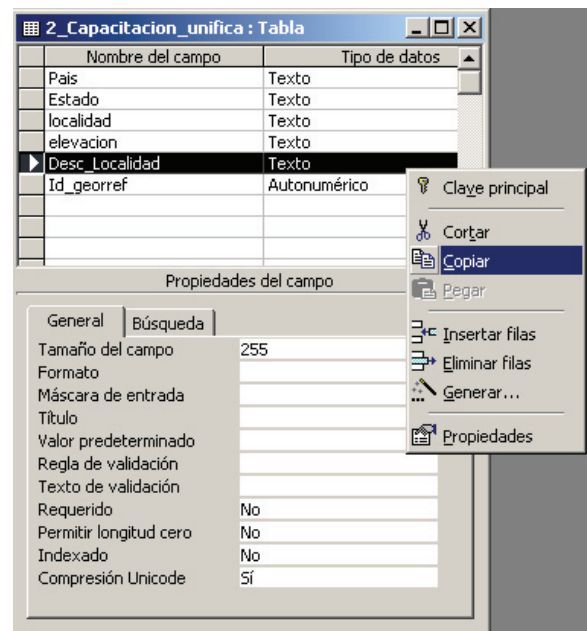 2_Capacitacion_unifica : Tabla
Nombre del campo Tipo de datos
Pais Texto
Estado Texto
localidad Texto
elevacion Texto
Desc_Localidad Texto
Id_georref Autonumérico
Clave principal
Cortar
Copiar
Pegar
Insertar filas
Eliminar filas
Generar...
Propiedades
Propiedades del campo
General Búsqueda
Tamaño del campo 255
Formato
Máscara de entrada
Título
Valor predeterminado
Regla de validación
Texto de validación
Requerido No
Permitir longitud cero No
Indexado No
Compresión Unicode Sí